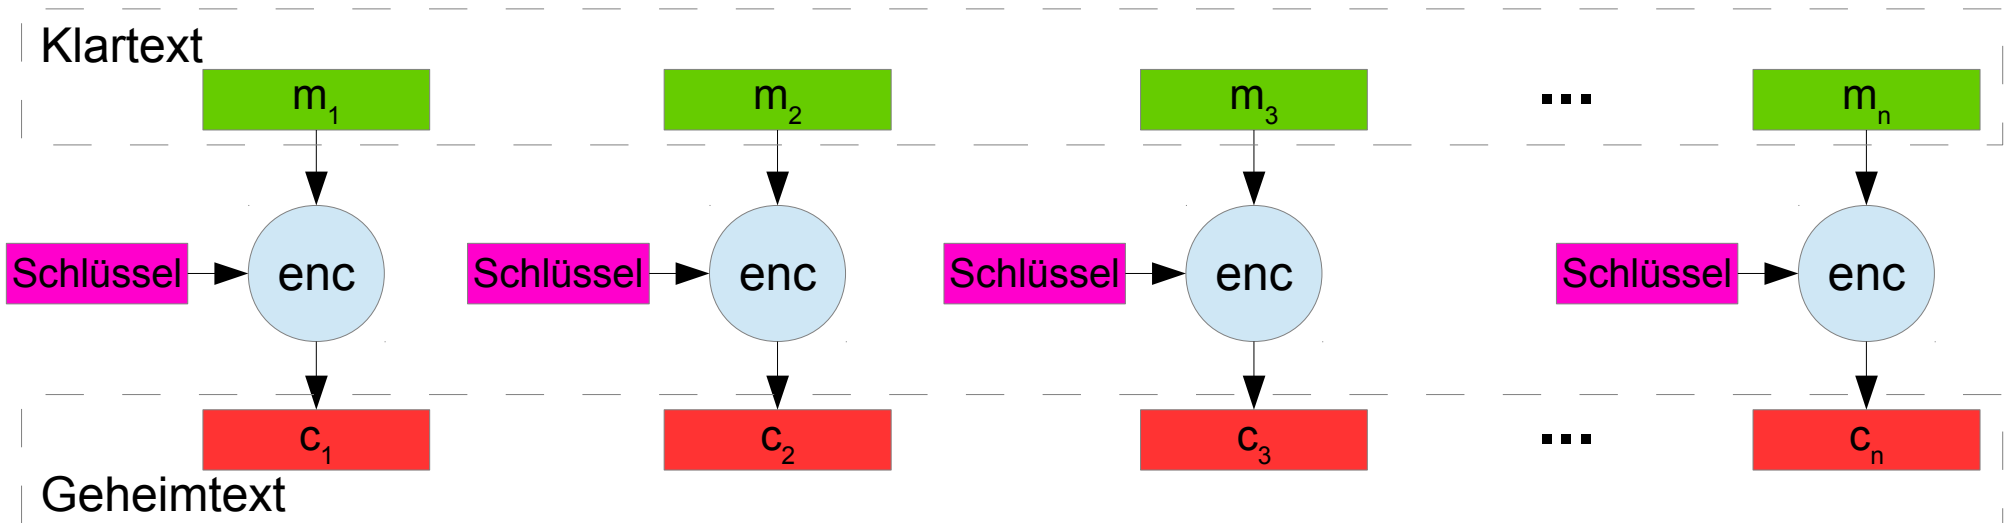 Klartext
m1 m2 m3 ... mn
Schlüssel enc Schlüssel enc Schlüssel enc Schlüssel enc
c1 c2 c3 ... cn
Geheimtext